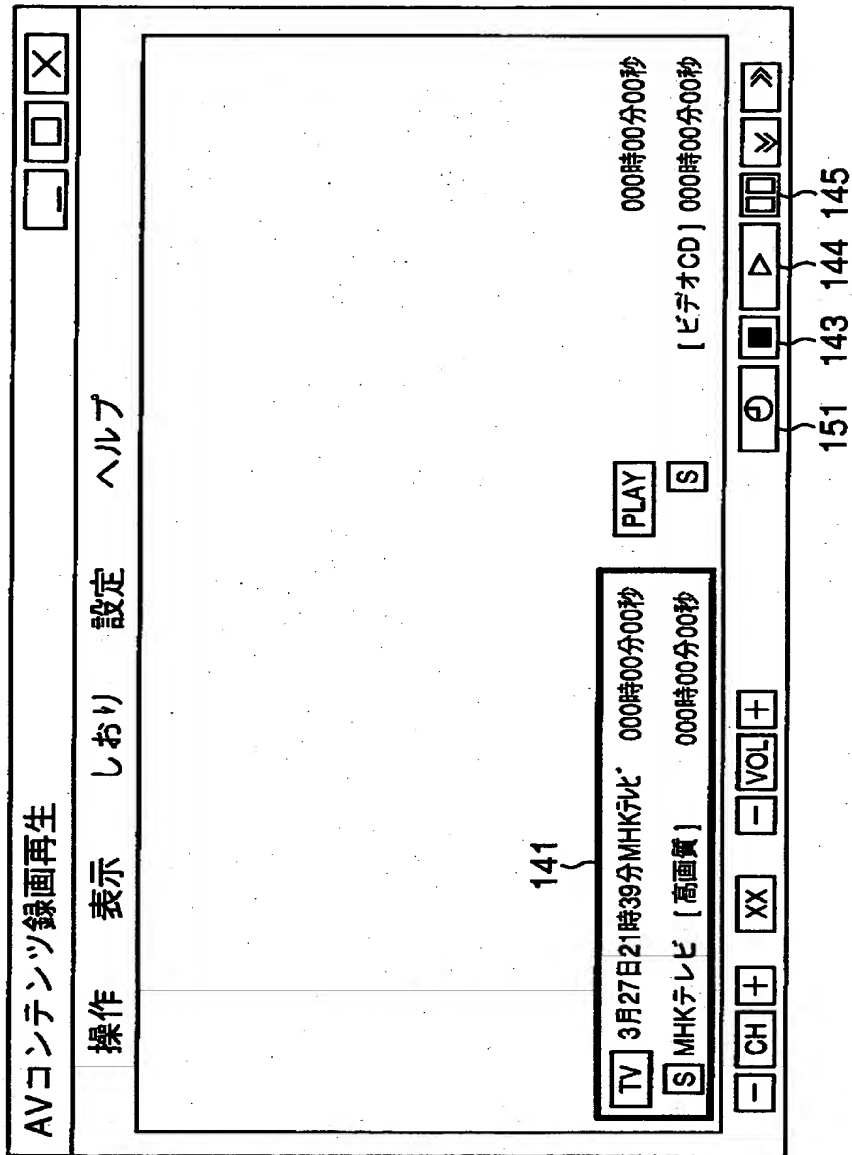 AVコンテンツ録画再生
操作 表示 しおり 設定 ヘルプ
141
TV 3月27日21時39分MHKテレビ 000時00分00秒 PLAY 000時00分00秒
S MHKテレビ [高画質] 000時00分00秒 S [ビデオCD] 000時00分00秒
− CH + XX − VOL +
151 143 144 145